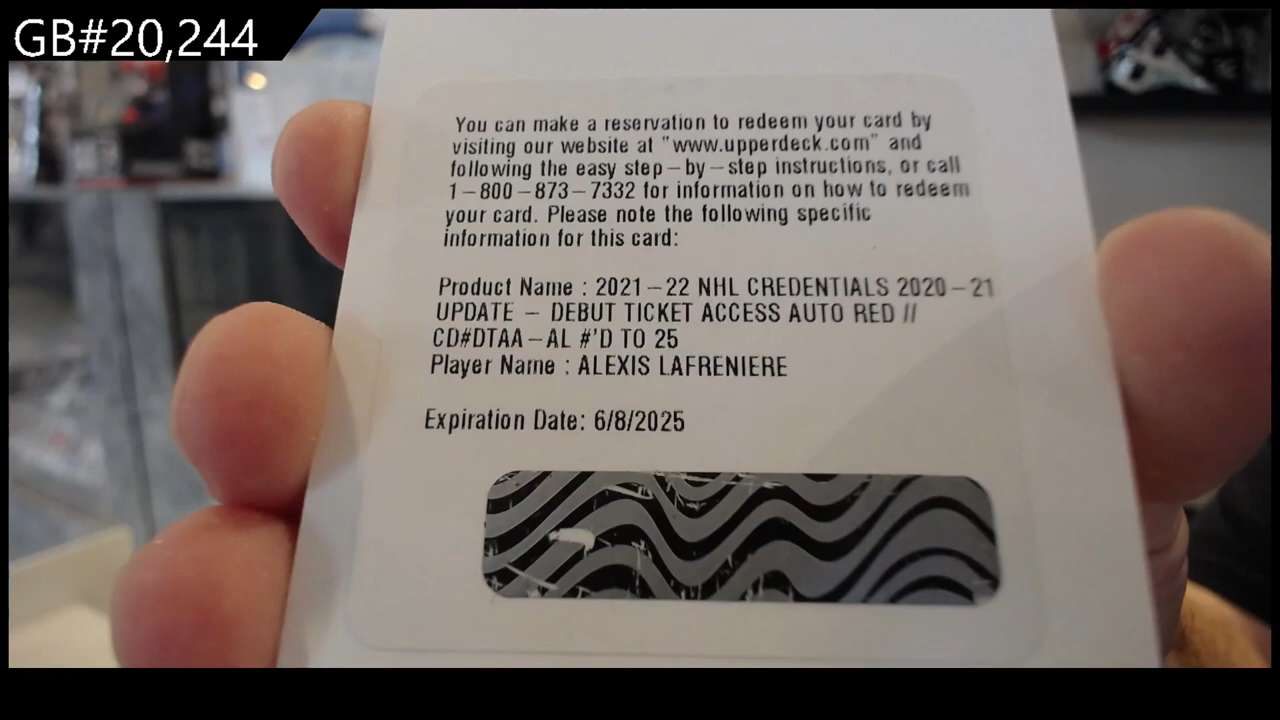 GB#20,244
You can make a reservation to redeem your card by
visiting our website at "www.upperdeck.com" and
following the easy step-by-step instructions, or call
1-800-873-7332 for information on how to redeem
your card. Please note the following specific
information for this card:
Product Name : 2021-22 NHL CREDENTIALS 2020-21
UPDATE - DEBUT TICKET ACCESS AUTO RED //
CD#DTAA-AL #'D TO 25
Player Name : ALEXIS LAFRENIERE
Expiration Date: 6/8/2025